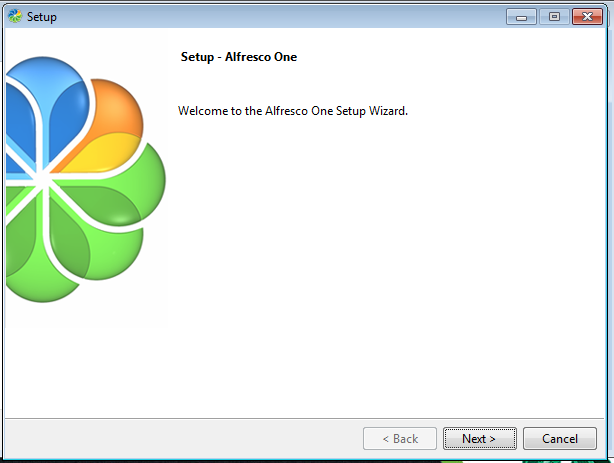 Setup
Setup - Alfresco One
Welcome to the Alfresco One Setup Wizard.
< Back
Next >
Cancel